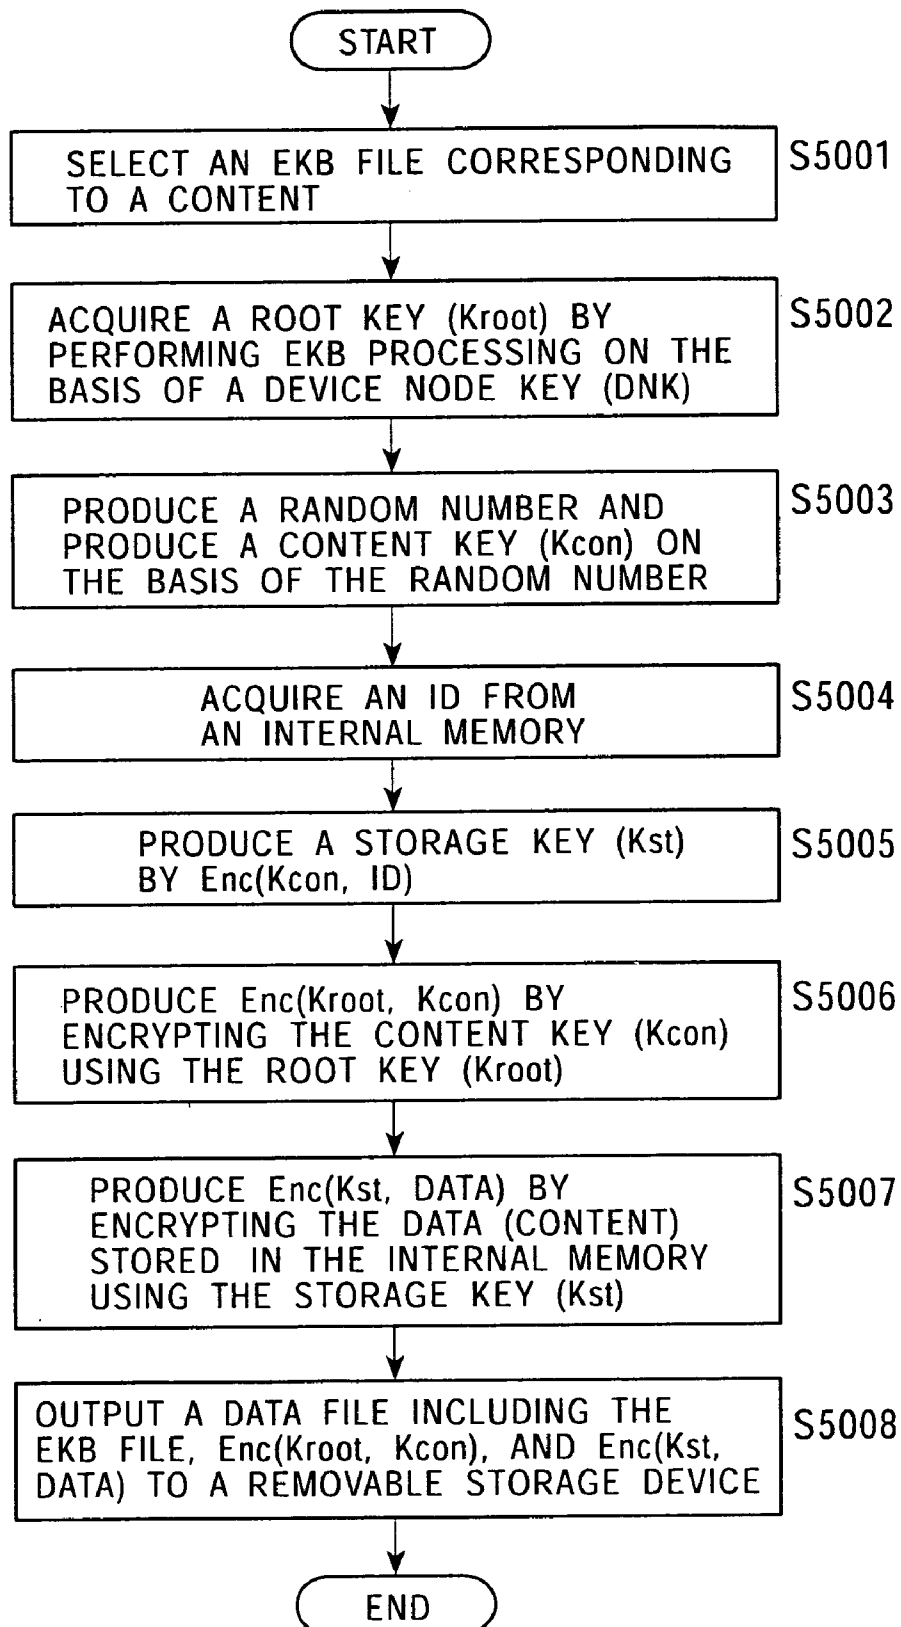 START
SELECT AN EKB FILE CORRESPONDING
TO A CONTENT
S5001
ACQUIRE A ROOT KEY (Kroot) BY
PERFORMING EKB PROCESSING ON THE
BASIS OF A DEVICE NODE KEY (DNK)
S5002
PRODUCE A RANDOM NUMBER AND
PRODUCE A CONTENT KEY (Kcon) ON
THE BASIS OF THE RANDOM NUMBER
S5003
ACQUIRE AN ID FROM
AN INTERNAL MEMORY
S5004
PRODUCE A STORAGE KEY (Kst)
BY Enc(Kcon, ID)
S5005
PRODUCE Enc(Kroot, Kcon) BY
ENCRYPTING THE CONTENT KEY (Kcon)
USING THE ROOT KEY (Kroot)
S5006
PRODUCE Enc(Kst, DATA) BY
ENCRYPTING THE DATA (CONTENT)
STORED IN THE INTERNAL MEMORY
USING THE STORAGE KEY (Kst)
S5007
OUTPUT A DATA FILE INCLUDING THE
EKB FILE, Enc(Kroot, Kcon), AND Enc(Kst,
DATA) TO A REMOVABLE STORAGE DEVICE
S5008
END